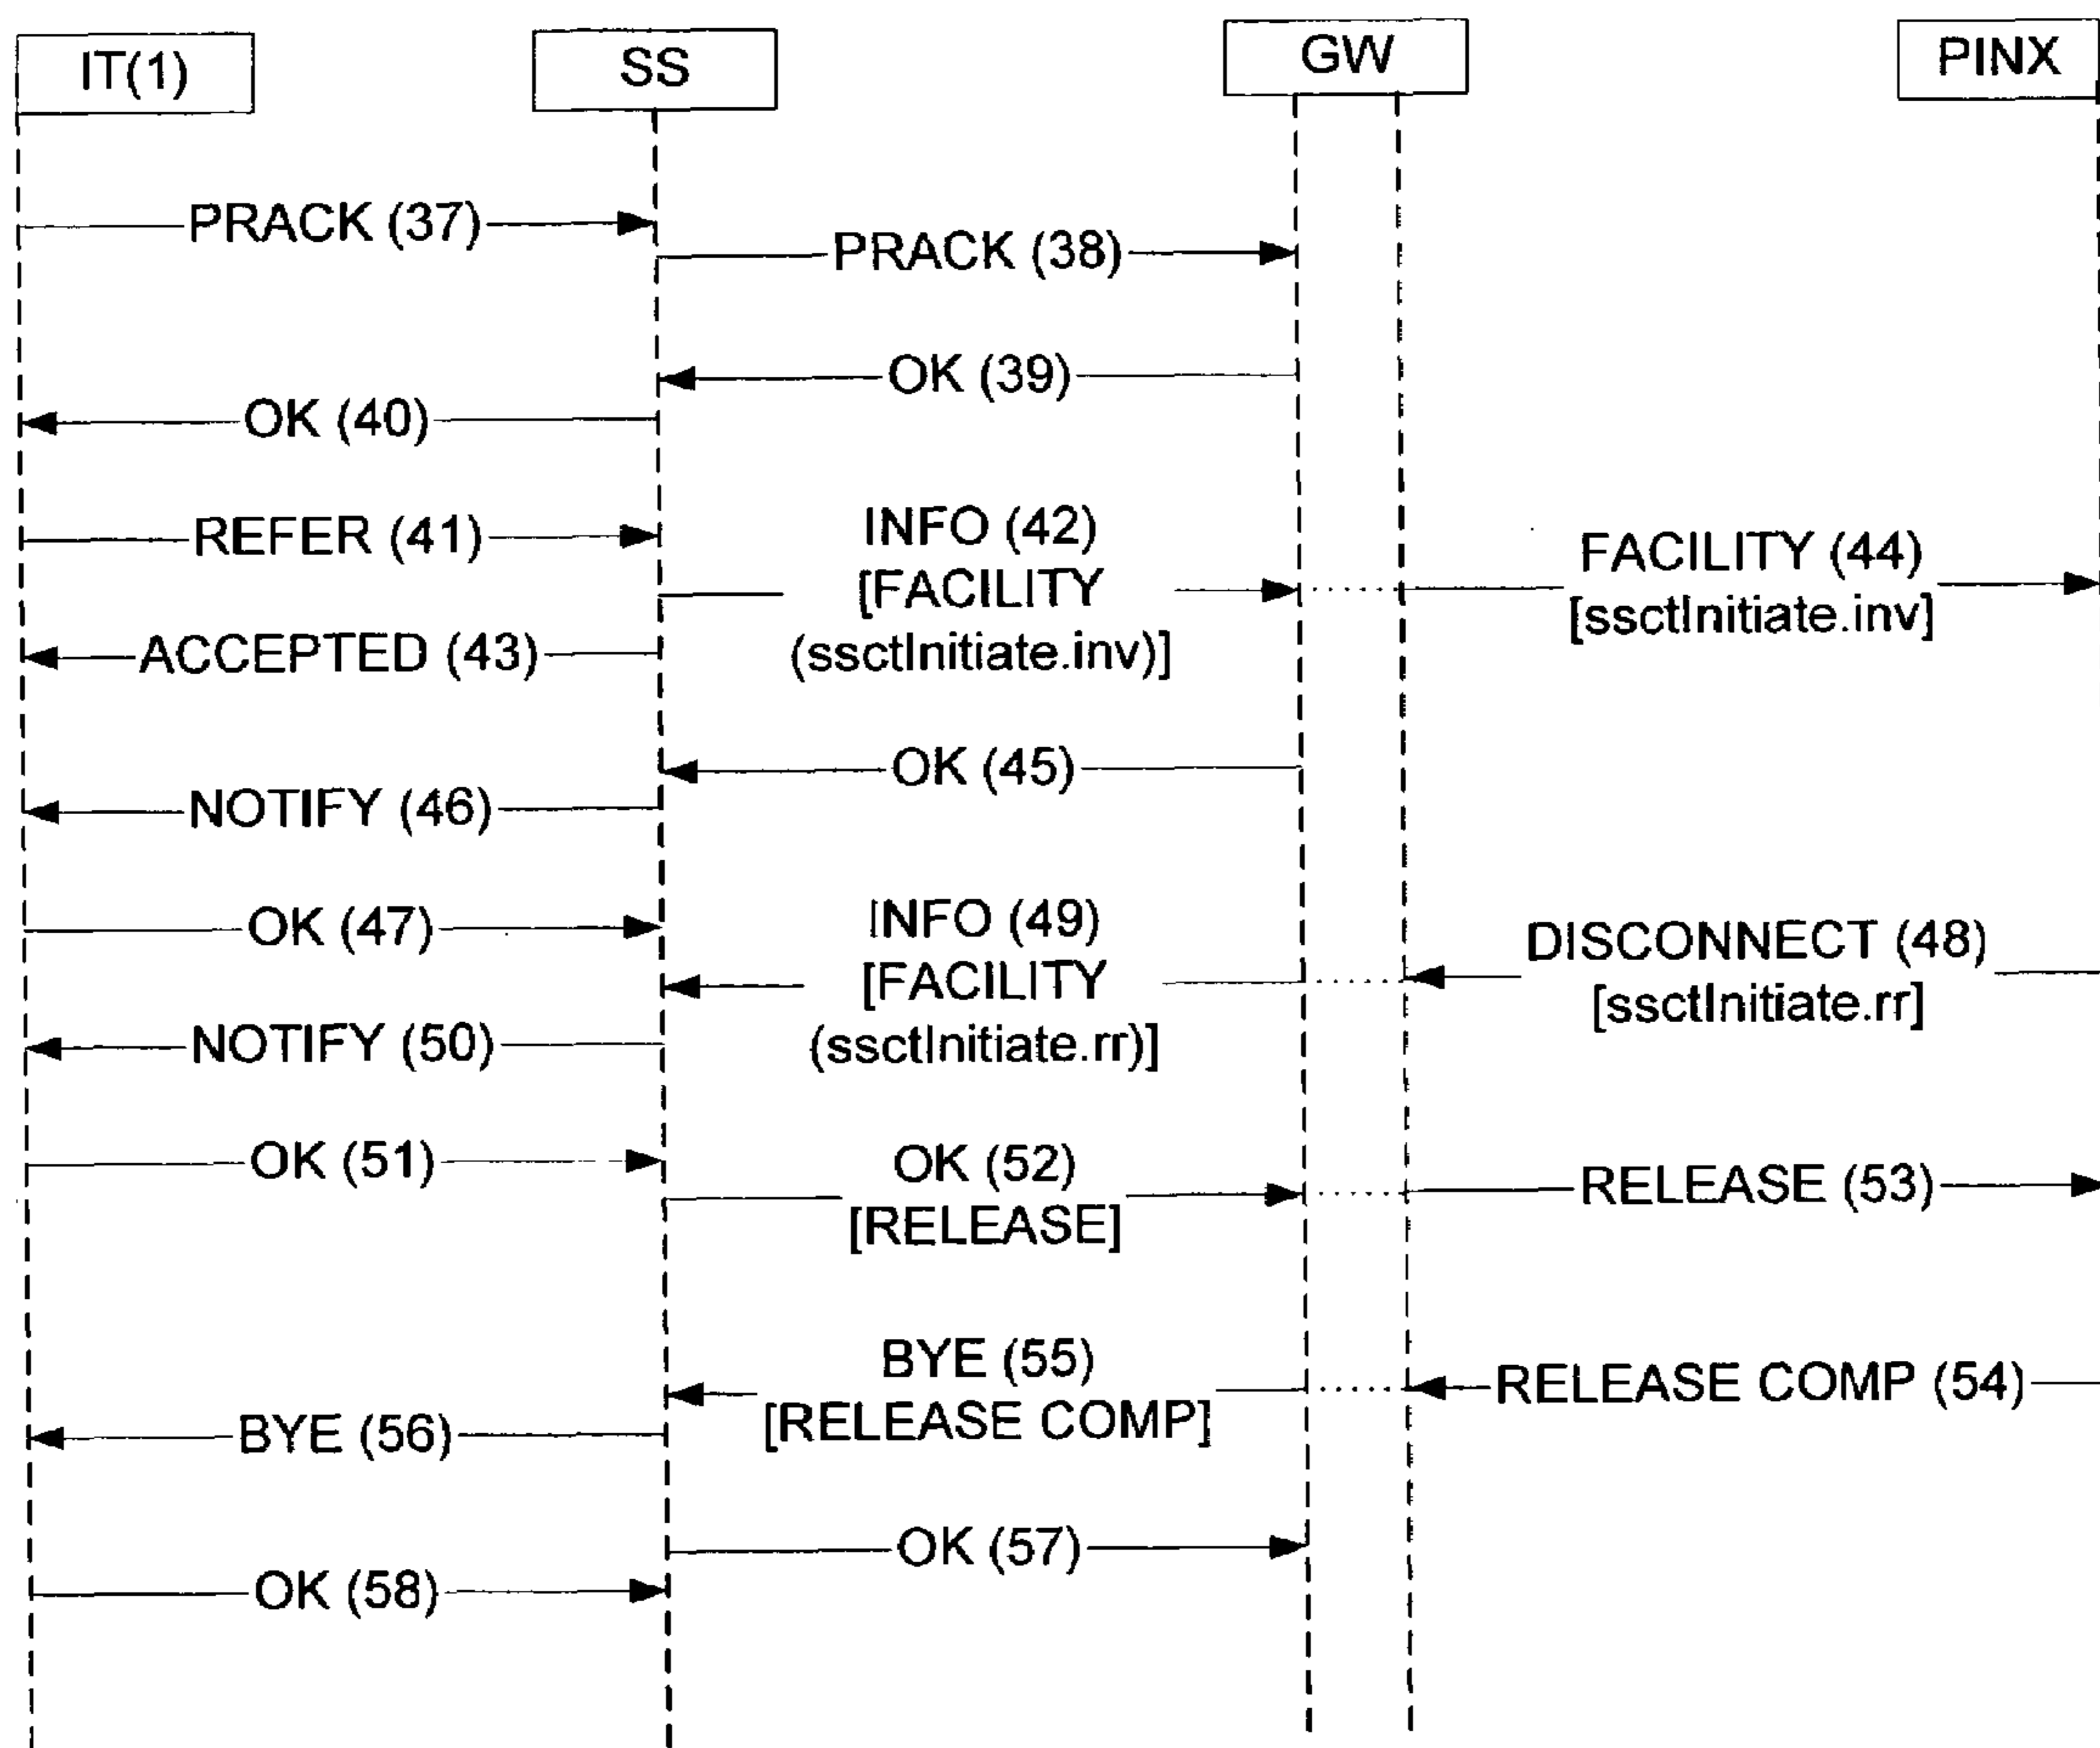 IT(1)
SS
GW
PINX
PRACK (37)
PRACK (38)
OK (39)
OK (40)
REFER (41)
INFO (42)
[FACILITY
(ssctInitiate.inv)]
FACILITY (44)
[ssctInitiate.inv]
ACCEPTED (43)
OK (45)
NOTIFY (46)
OK (47)
INFO (49)
[FACILITY
(ssctInitiate.rr)]
DISCONNECT (48)
[ssctInitiate.rr]
NOTIFY (50)
OK (51)
OK (52)
[RELEASE]
RELEASE (53)
BYE (55)
[RELEASE COMP]
RELEASE COMP (54)
BYE (56)
OK (57)
OK (58)